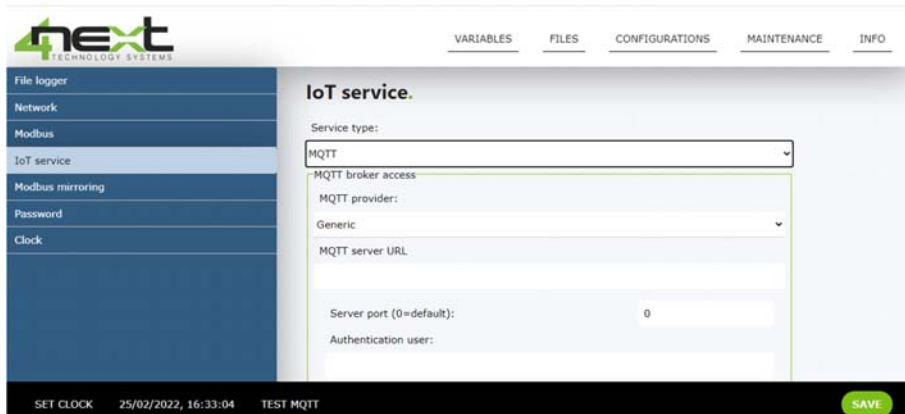 4next
TECHNOLOGY SYSTEMS
VARIABLES FILES CONFIGURATIONS MAINTENANCE INFO
File logger
Network
Modbus
IoT service
Modbus mirroring
Password
Clock
IoT service.
Service type:
MQTT
MQTT broker access
MQTT provider:
Generic
MQTT server URL
Server port (0=default): 0
Authentication user:
SET CLOCK 25/02/2022, 16:33:04 TEST MQTT SAVE